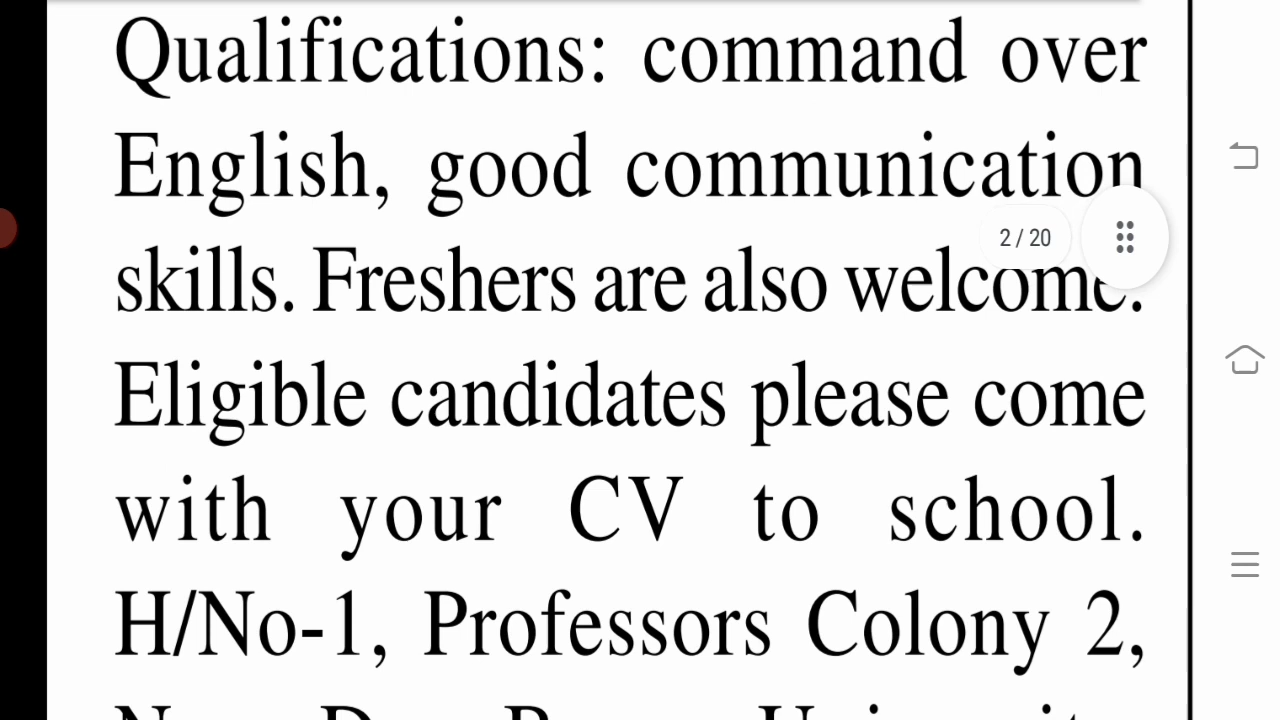 Qualifications: command over
English, good communication
2 / 20
skills. Freshers are also welcome.
Eligible candidates please come
with your CV to school.
H/No-1, Professors Colony 2,